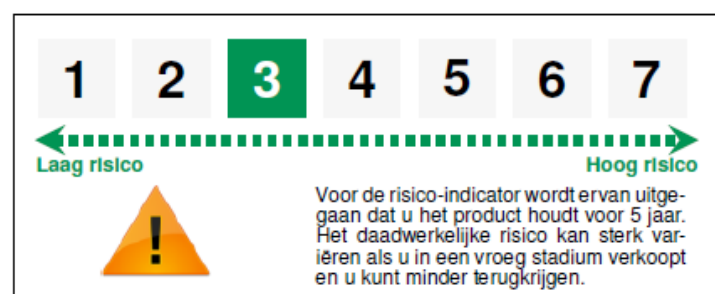 1 2 3 4 5 6 7
Laag risico Hoog risico
Voor de risico-indicator wordt ervan uitge-
gaan dat u het product houdt voor 5 jaar.
Het daadwerkelijke risico kan sterk var-
iëren als u in een vroeg stadium verkoopt
en u kunt minder terugkrijgen.